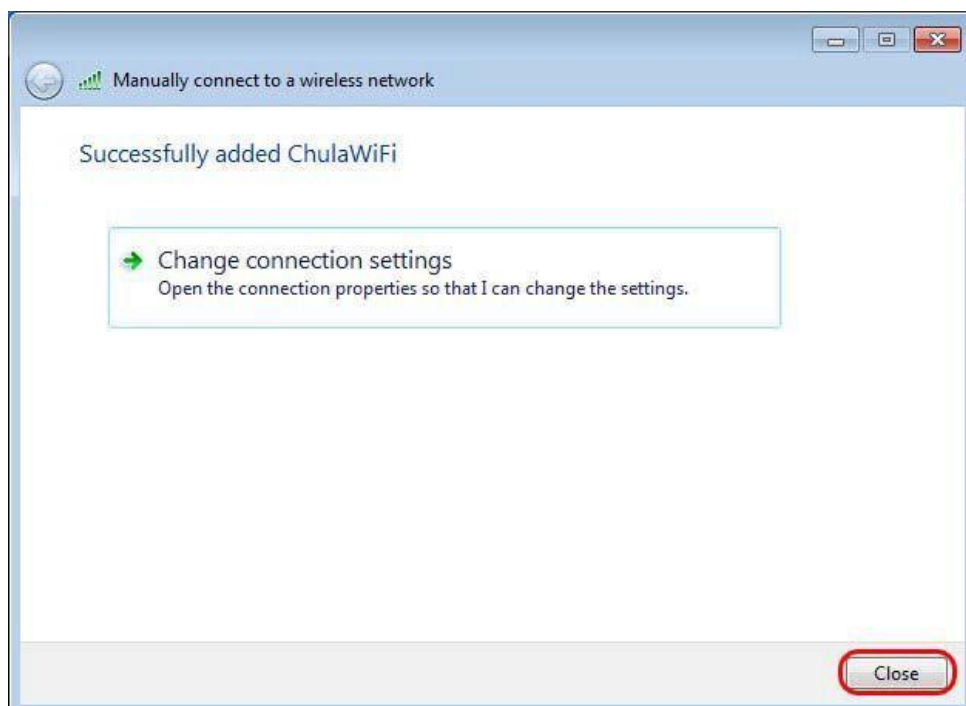 Manually connect to a wireless network
Successfully added ChulaWiFi
Change connection settings
Open the connection properties so that I can change the settings.
Close